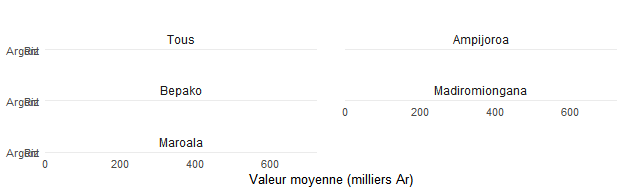 Tous
Ampijoroa
Bepako
Madiromiongana
0 200 400 600
Maroala
0 200 400 600
Valeur moyenne (milliers Ar)